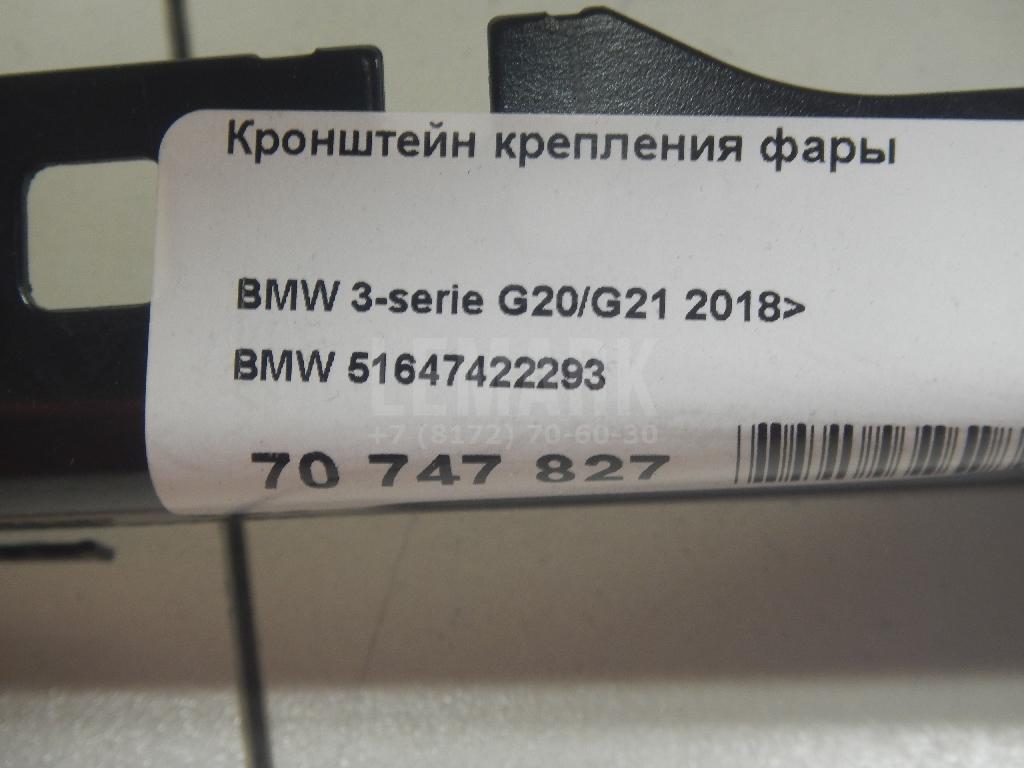 Кронштейн крепления фары
BMW 3-serie G20/G21 2018>
BMW 51647422293
LEMARK
+7 (8172) 70-60-30
70 747 827